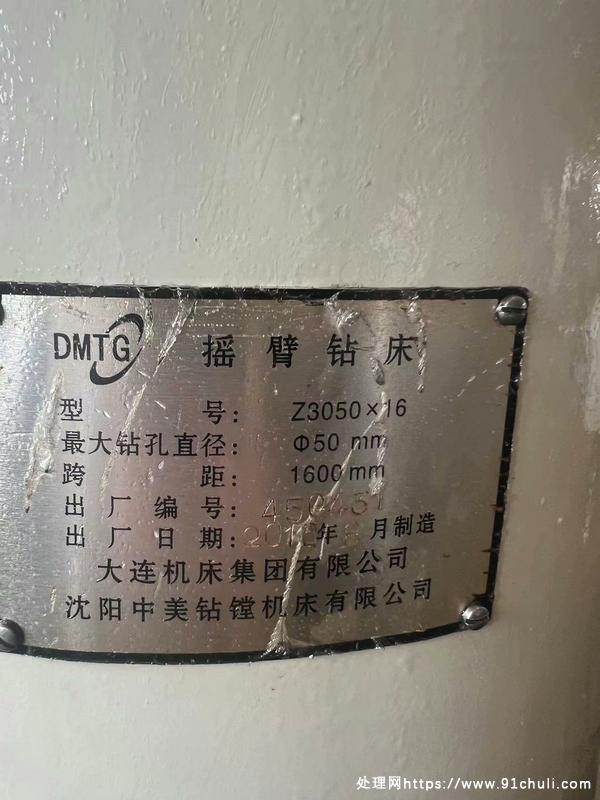 DMTG 摇臂钻床
型号: Z3050×16
最大钻孔直径: Φ50 mm
跨距: 1600mm
出厂编号: 450431
出厂日期: 年 月制造
大连机床集团有限公司
沈阳中美钻镗机床有限公司
处理网https://www.91chuli.com